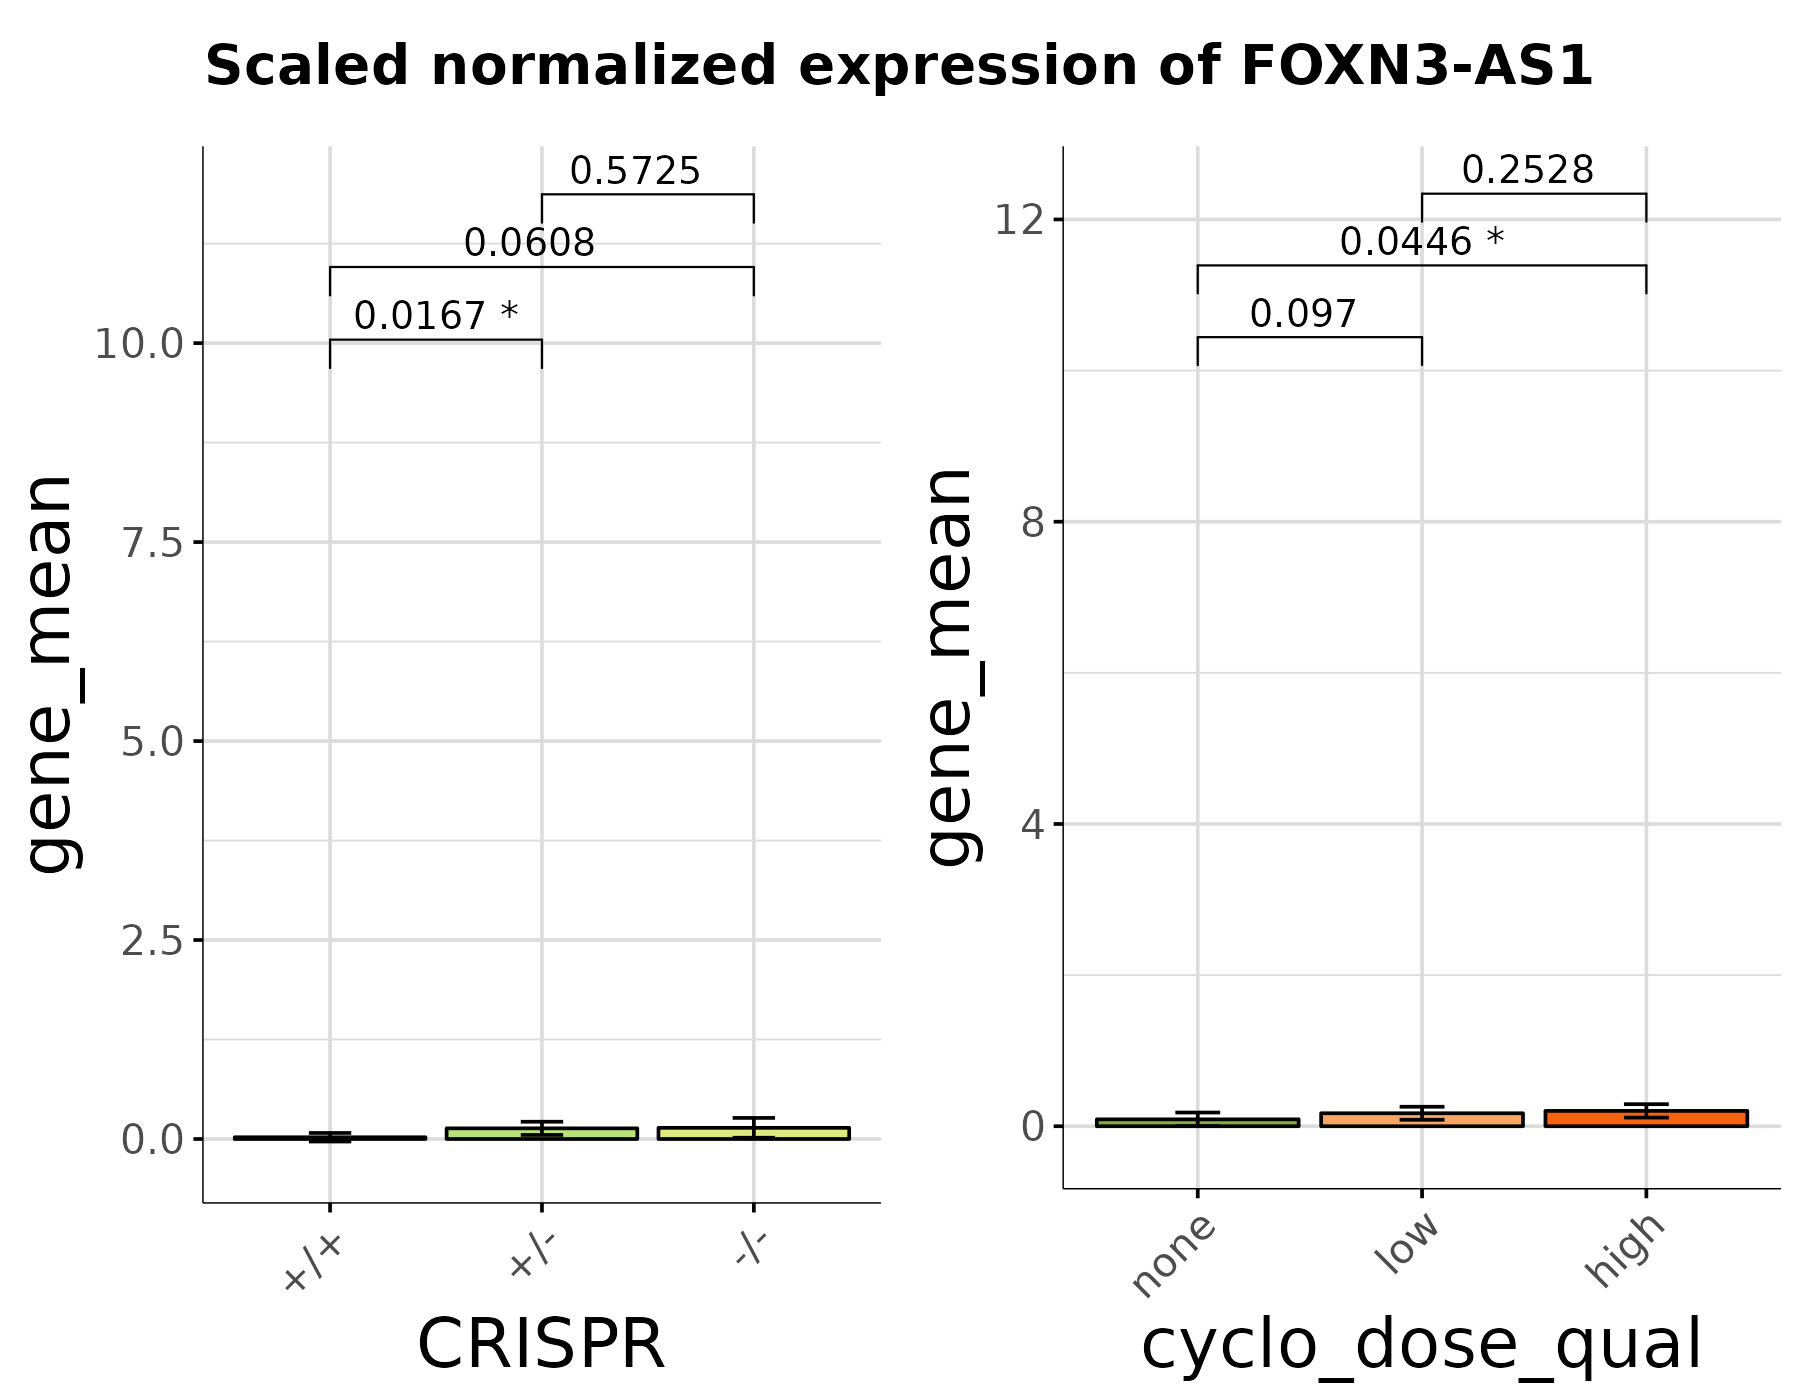 Scaled normalized expression of FOXN3-AS1
gene_mean
10.0
7.5
5.0
2.5
0.0
0.5725
0.0608
0.0167 *
+/+
+/-
-/-
CRISPR
gene_mean
12
8
4
0
0.2528
0.0446 *
0.097
none
low
high
cyclo_dose_qual